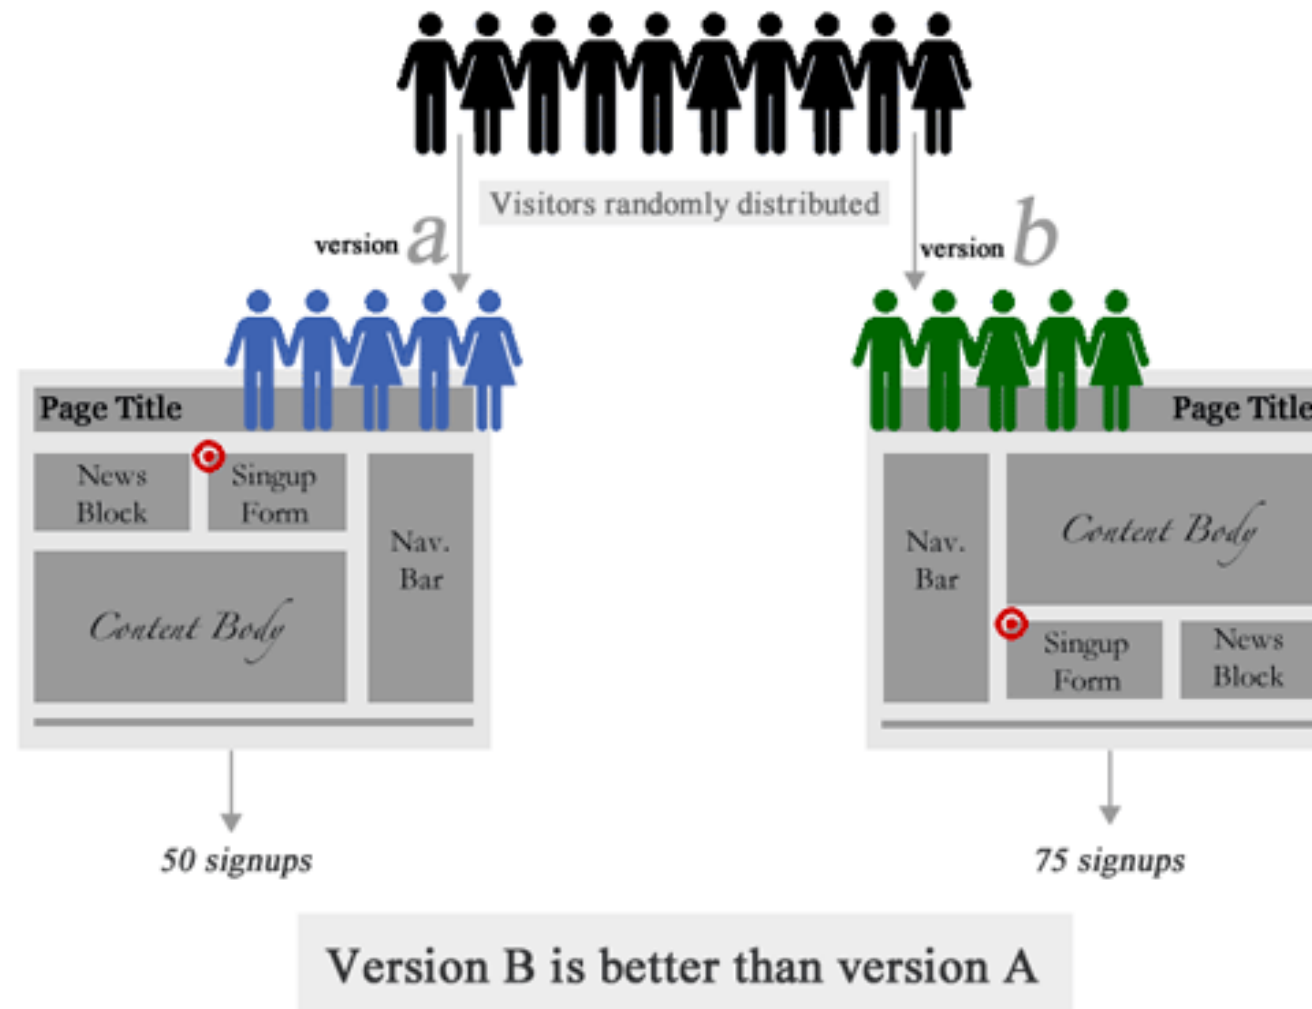 Visitors randomly distributed
version a
version b
Page Title
News
Block
Singup
Form
Nav.
Bar
Content Body
Page Title
Nav.
Bar
Content Body
Singup
Form
News
Block
50 signups
75 signups
Version B is better than version A